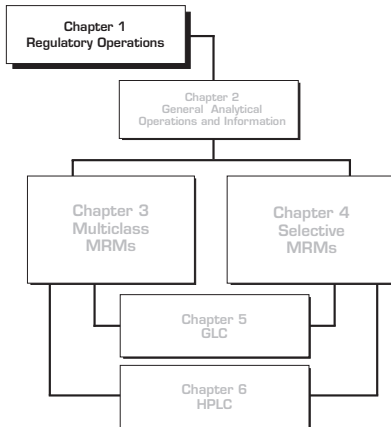 Chapter 1
Regulatory Operations
Chapter 2
General Analytical
Operations and Information
Chapter 3
Multiclass
MRMs
Chapter 4
Selective
MRMs
Chapter 5
GLC
Chapter 6
HPLC